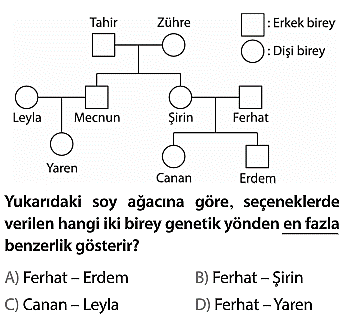 Tahir Zühre
: Erkek birey
: Dişi birey
Leyla Mecnun Şirin Ferhat
Yaren
Canan Erdem
Yukarıdaki soy ağacına göre, seçeneklerde
verilen hangi iki birey genetik yönden en fazla
benzerlik gösterir?
A) Ferhat – Erdem B) Ferhat – Şirin
C) Canan – Leyla D) Ferhat – Yaren